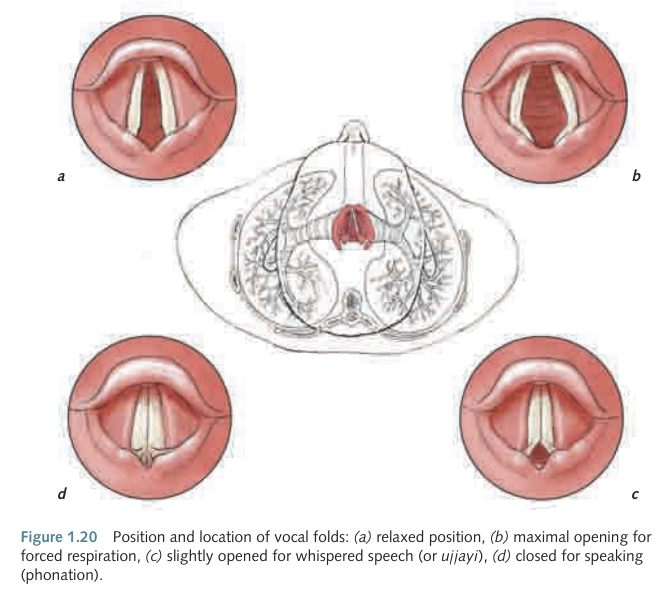 a
b
d
c
Figure 1.20 Position and location of vocal folds: (a) relaxed position, (b) maximal opening for
forced respiration, (c) slightly opened for whispered speech (or ujjayi), (d) closed for speaking
(phonation).